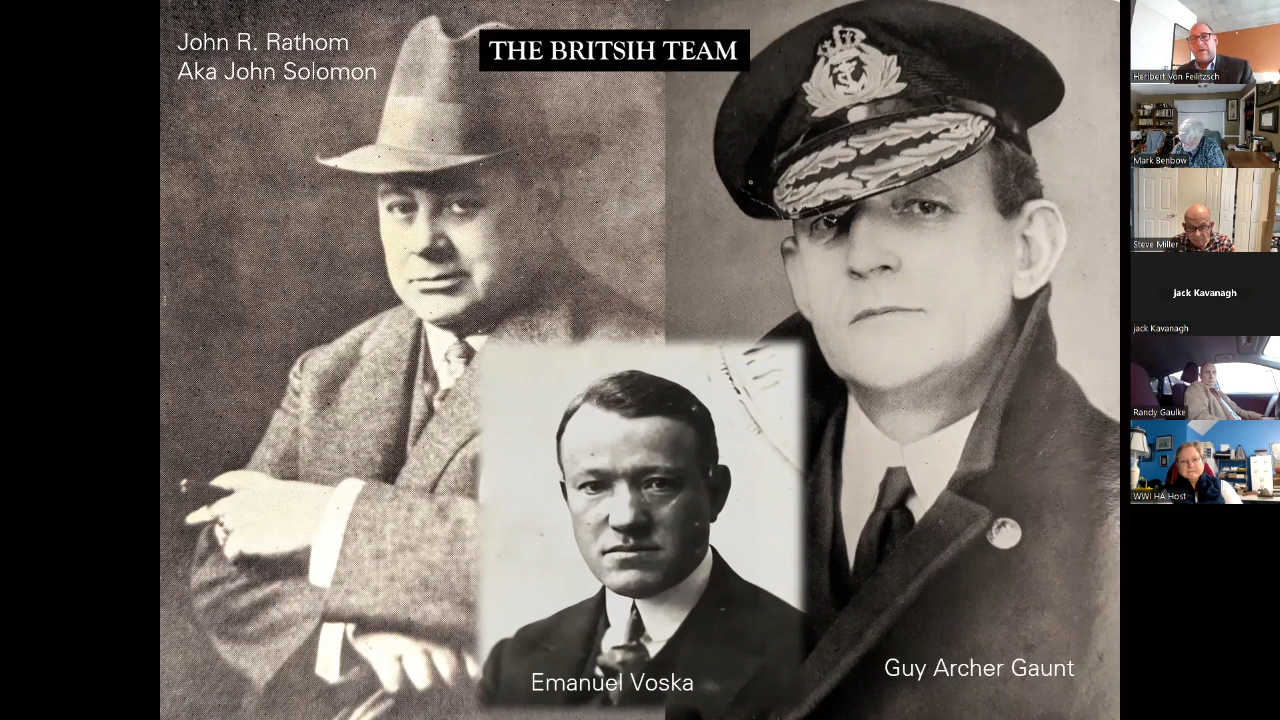 John R. Rathom
Aka John Solomon
THE BRITSIH TEAM
Emanuel Voska
Guy Archer Gaunt
Heribert von Feilitzsch
Mark Benbow
Steve Miller
Jack Kavanagh
jack Kavanagh
Randy Gaulke
WWI HA Host